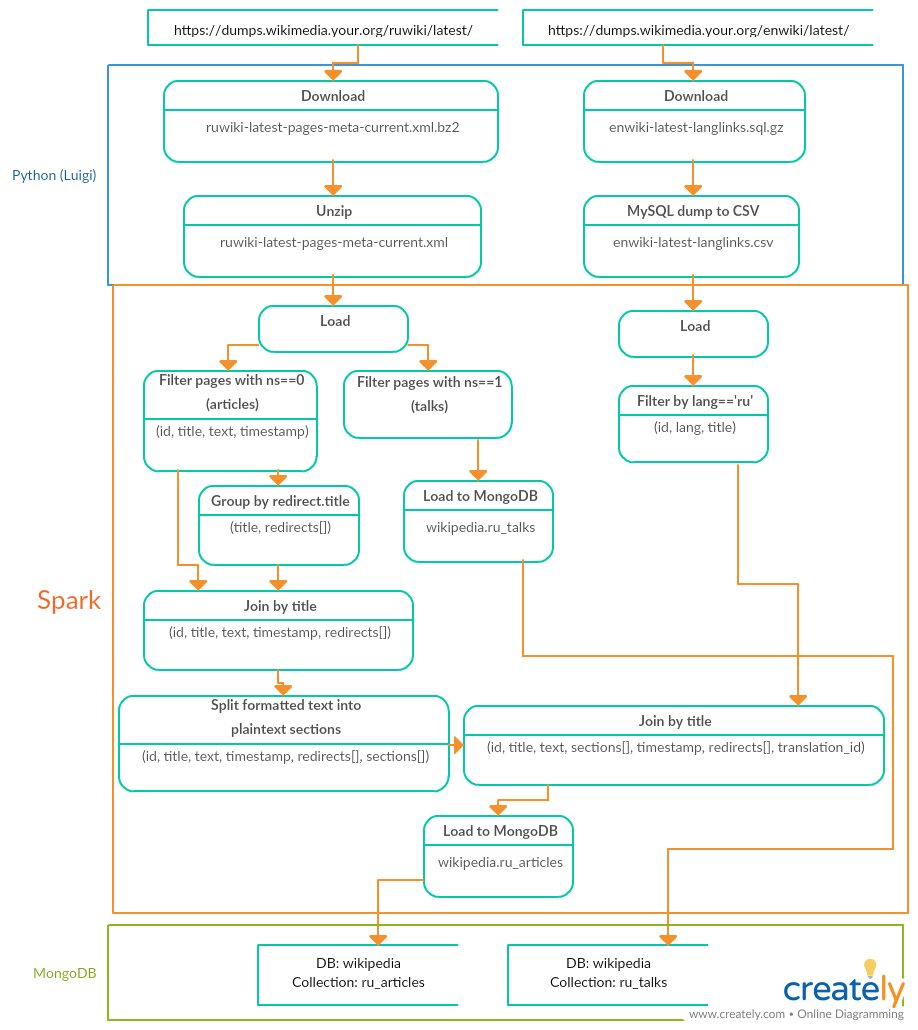 https://dumps.wikimedia.your.org/ruwiki/latest/
https://dumps.wikimedia.your.org/enwiki/latest/
Python (Luigi)
Download
ruwiki-latest-pages-meta-current.xml.bz2
Download
enwiki-latest-langlinks.sql.gz
Unzip
ruwiki-latest-pages-meta-current.xml
MySQL dump to CSV
enwiki-latest-langlinks.csv
Spark
Load
Load
Filter pages with ns==0
(articles)
(id, title, text, timestamp)
Filter pages with ns==1
(talks)
Filter by lang=='ru'
(id, lang, title)
Group by redirect.title
(title, redirects[])
Load to MongoDB
wikipedia.ru_talks
Join by title
(id, title, text, timestamp, redirects[])
Split formatted text into
plaintext sections
(id, title, text, timestamp, redirects[], sections[])
Join by title
(id, title, text, sections[], timestamp, redirects[], translation_id)
Load to MongoDB
wikipedia.ru_articles
MongoDB
DB: wikipedia
Collection: ru_articles
DB: wikipedia
Collection: ru_talks
creately
www.creately.com • Online Diagramming